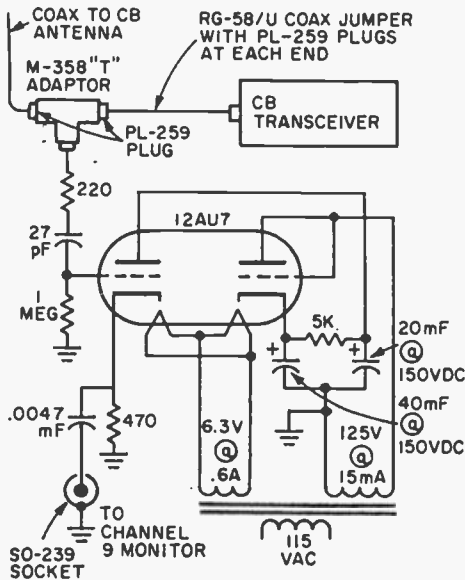 COAX TO CB
ANTENNA
RG-58/U COAX JUMPER
WITH PL-259 PLUGS
AT EACH END
M-358 "T"
ADAPTOR
PL-259
PLUG
CB
TRANSCEIVER
220
27
pF
1
MEG
12AU7
5K
20mF
@
150VDC
40mF
@
150VDC
.0047
mF
470
6.3V
@
.6A
125V
@
15mA
115
VAC
SO-239
SOCKET
TO
CHANNEL
9 MONITOR
+
+